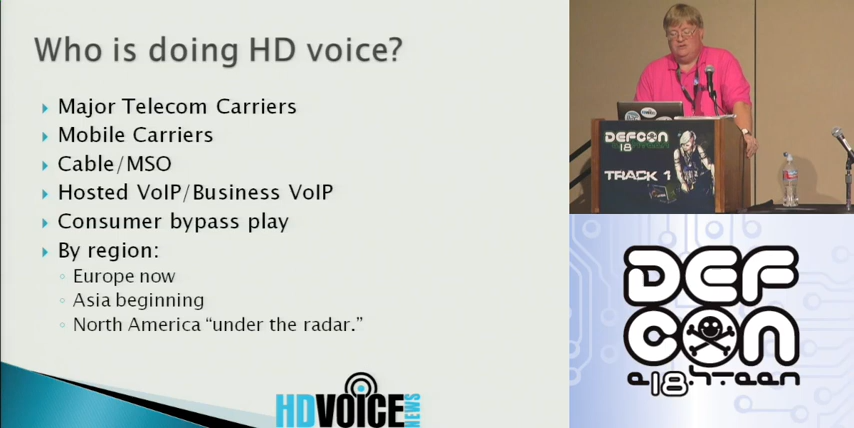 Who is doing HD voice?
Major Telecom Carriers
Mobile Carriers
Cable/MSO
Hosted VoIP/Business VoIP
Consumer bypass play
By region:
Europe now
Asia beginning
North America “under the radar.”
HDVOICE NEWS
DEFCON
18
TRACK 1
DEF
CON
e18hteen